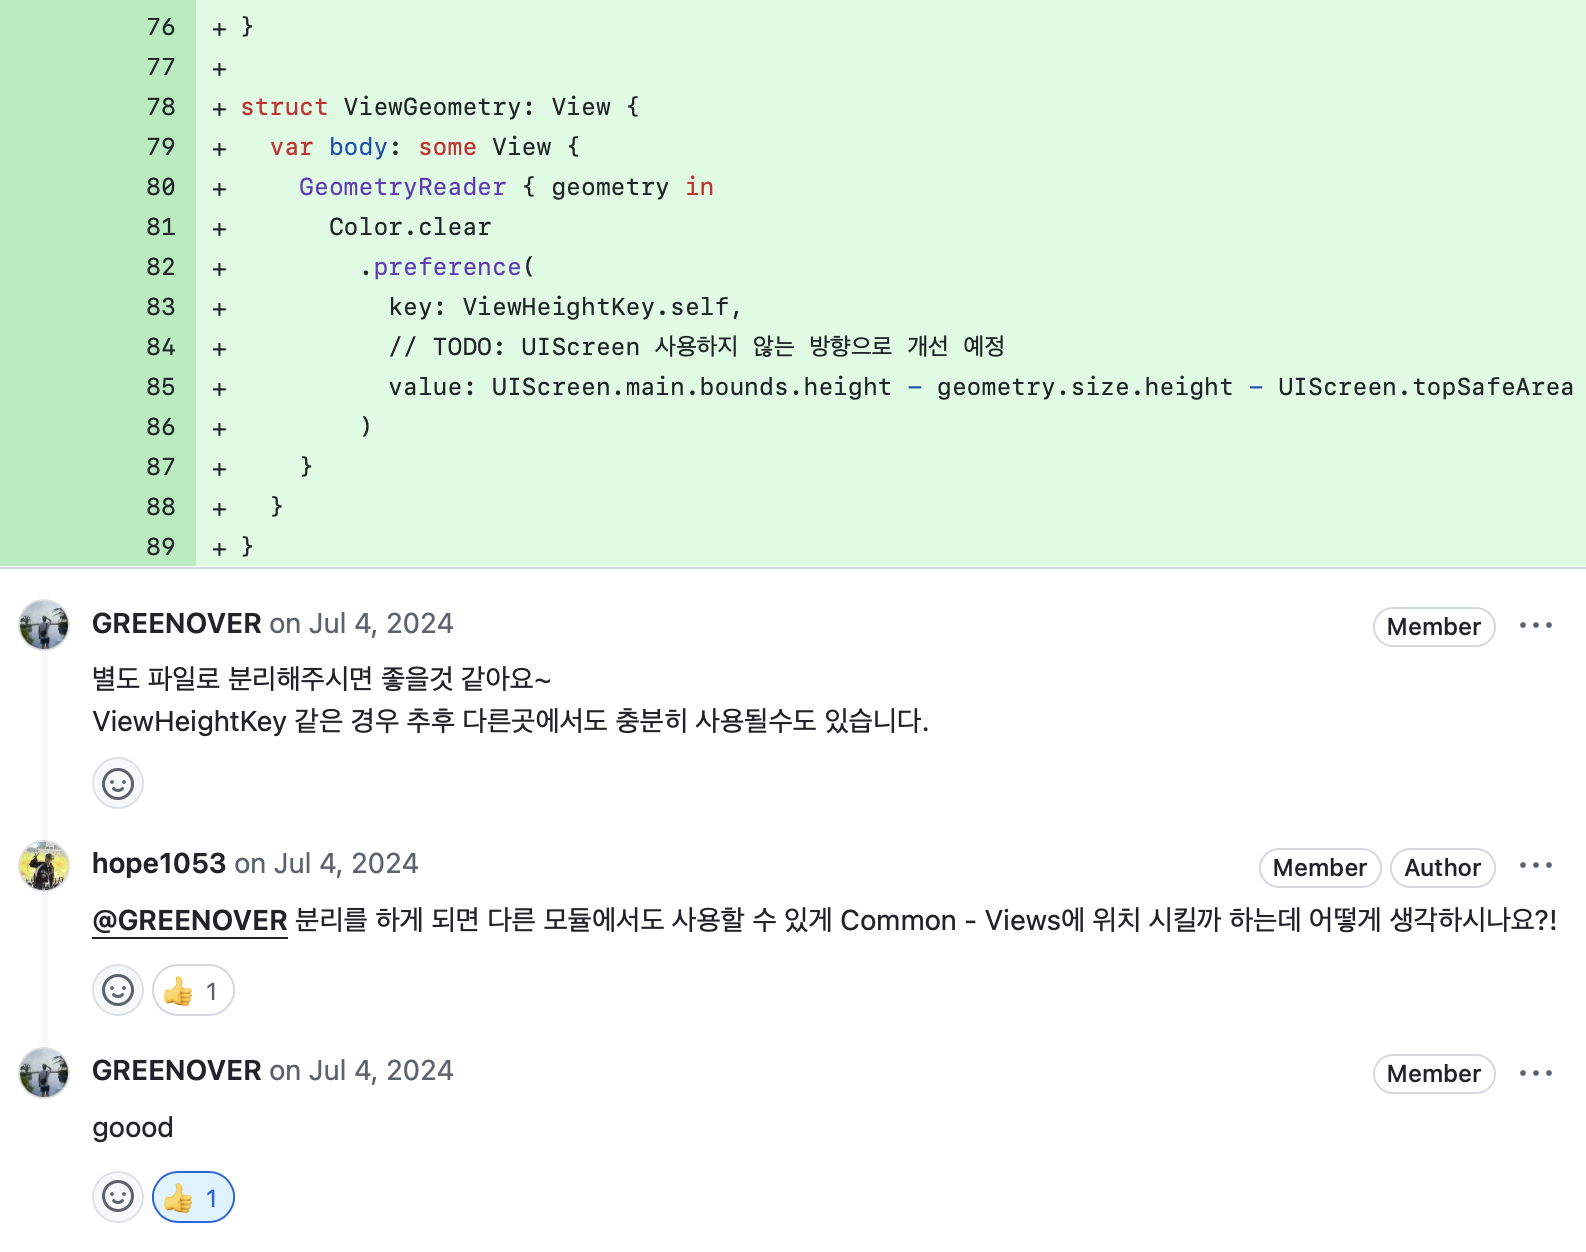 76 + }
77 +
78 + struct ViewGeometry: View {
79 +   var body: some View {
80 +     GeometryReader { geometry in
81 +       Color.clear
82 +         .preference(
83 +           key: ViewHeightKey.self,
84 +           // TODO: UIScreen 사용하지 않는 방향으로 개선 예정
85 +           value: UIScreen.main.bounds.height - geometry.size.height - UIScreen.topSafeArea
86 +         )
87 +     }
88 +   }
89 + }
GREENOVER on Jul 4, 2024 Member ...
별도 파일로 분리해주시면 좋을것 같아요~
ViewHeightKey 같은 경우 추후 다른곳에서도 충분히 사용될수도 있습니다.
hope1053 on Jul 4, 2024 Member Author ...
@GREENOVER 분리를 하게 되면 다른 모듈에서도 사용할 수 있게 Common - Views에 위치 시킬까 하는데 어떻게 생각하시나요?!
👍 1
GREENOVER on Jul 4, 2024 Member ...
goood
👍 1